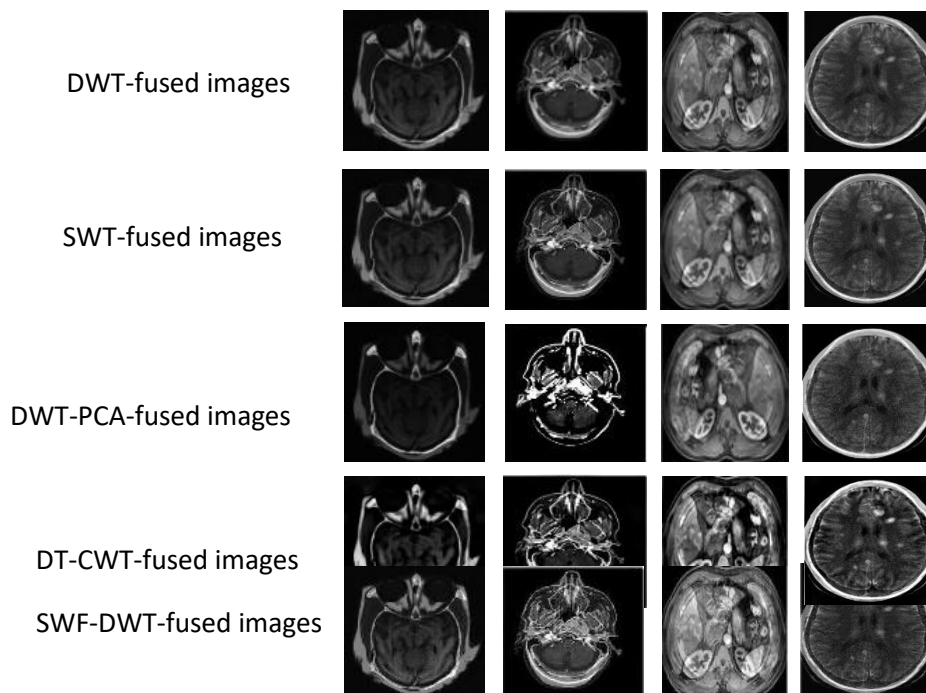 DWT-fused images
SWT-fused images
DWT-PCA-fused images
DT-CWT-fused images
SWF-DWT-fused images